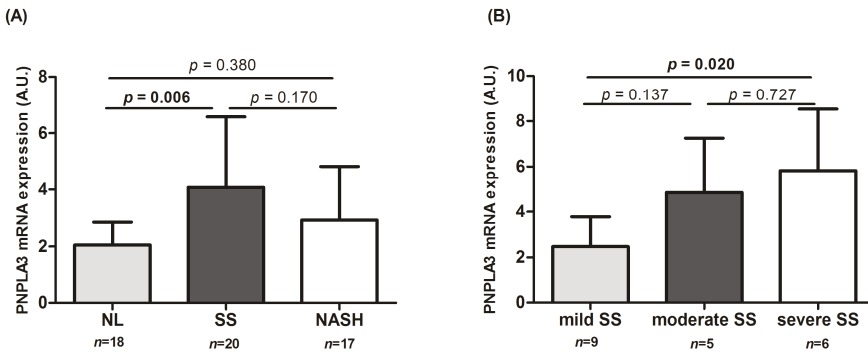 (A)
PNPLA3 mRNA expression (A.U.)
8
6
4
2
0
p = 0.380
p = 0.006
p = 0.170
NL
SS
NASH
n=18
n=20
n=17
(B)
PNPLA3 mRNA expression (A.U.)
10
8
6
4
2
0
p = 0.020
p = 0.137
p = 0.727
mild SS
moderate SS
severe SS
n=9
n=5
n=6